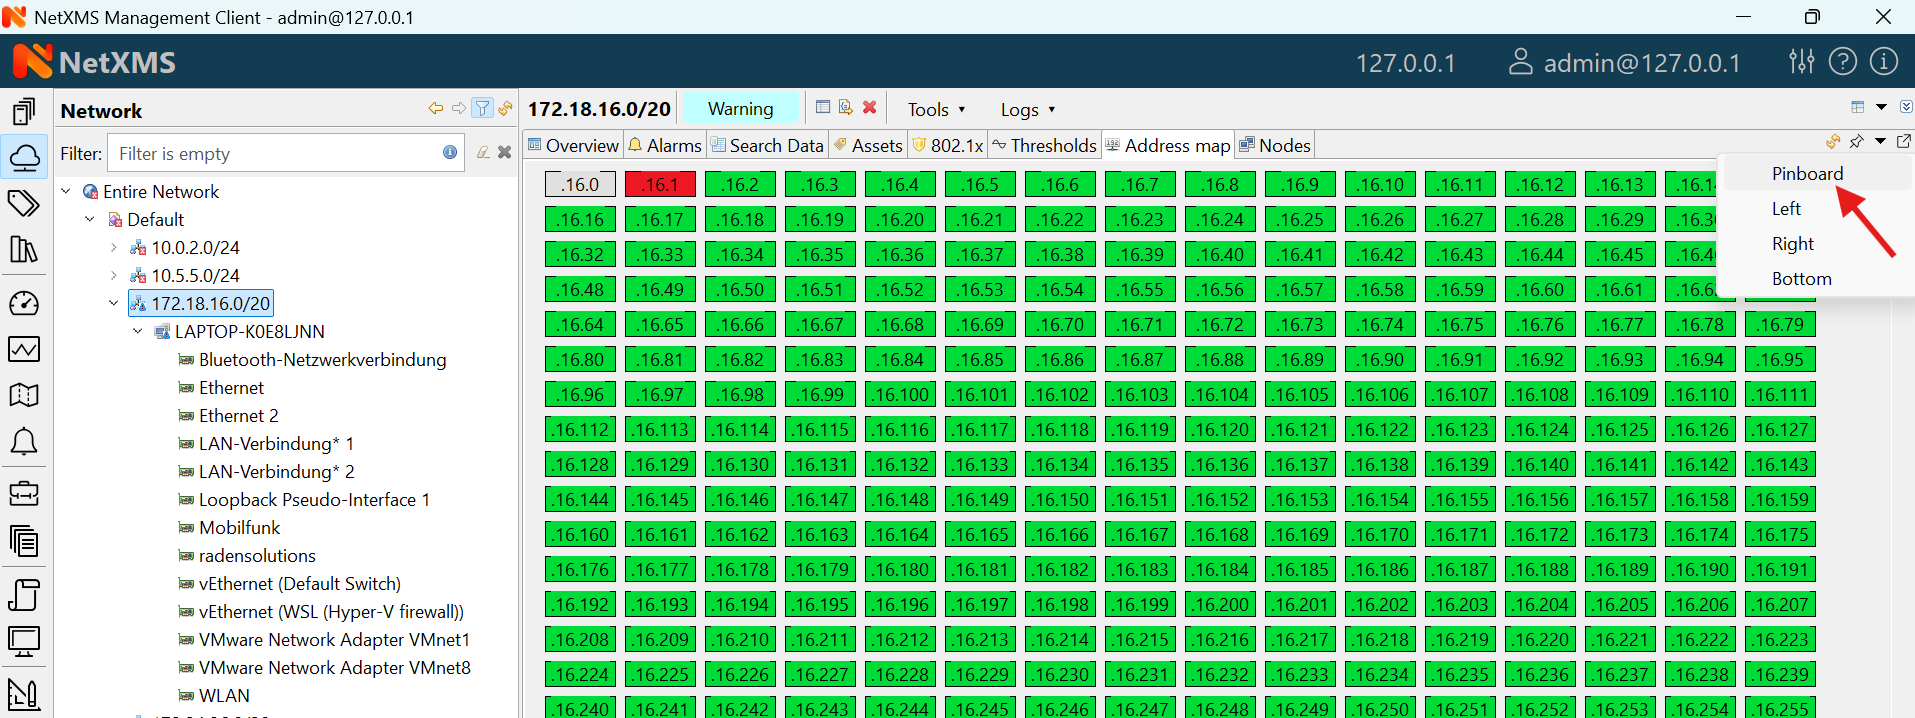 NetXMS Management Client - admin@127.0.0.1
NetXMS 127.0.0.1 admin@127.0.0.1
Network
Filter: Filter is empty
Entire Network
Default
10.0.2.0/24
10.5.5.0/24
172.18.16.0/20
LAPTOP-K0E8LJNN
Bluetooth-Netzwerkverbindung
Ethernet
Ethernet 2
LAN-Verbindung* 1
LAN-Verbindung* 2
Loopback Pseudo-Interface 1
Mobilfunk
radensolutions
vEthernet (Default Switch)
vEthernet (WSL (Hyper-V firewall))
VMware Network Adapter VMnet1
VMware Network Adapter VMnet8
WLAN
172.18.16.0/20 Warning Tools Logs
Overview Alarms Search Data Assets 802.1x Thresholds Address map Nodes
.16.0 .16.1 .16.2 .16.3 .16.4 .16.5 .16.6 .16.7 .16.8 .16.9 .16.10 .16.11 .16.12 .16.13
.16.16 .16.17 .16.18 .16.19 .16.20 .16.21 .16.22 .16.23 .16.24 .16.25 .16.26 .16.27 .16.28 .16.29
.16.32 .16.33 .16.34 .16.35 .16.36 .16.37 .16.38 .16.39 .16.40 .16.41 .16.42 .16.43 .16.44 .16.45
.16.48 .16.49 .16.50 .16.51 .16.52 .16.53 .16.54 .16.55 .16.56 .16.57 .16.58 .16.59 .16.60 .16.61
.16.64 .16.65 .16.66 .16.67 .16.68 .16.69 .16.70 .16.71 .16.72 .16.73 .16.74 .16.75 .16.76 .16.77 .16.78 .16.79
.16.80 .16.81 .16.82 .16.83 .16.84 .16.85 .16.86 .16.87 .16.88 .16.89 .16.90 .16.91 .16.92 .16.93 .16.94 .16.95
.16.96 .16.97 .16.98 .16.99 .16.100 .16.101 .16.102 .16.103 .16.104 .16.105 .16.106 .16.107 .16.108 .16.109 .16.110 .16.111
.16.112 .16.113 .16.114 .16.115 .16.116 .16.117 .16.118 .16.119 .16.120 .16.121 .16.122 .16.123 .16.124 .16.125 .16.126 .16.127
.16.128 .16.129 .16.130 .16.131 .16.132 .16.133 .16.134 .16.135 .16.136 .16.137 .16.138 .16.139 .16.140 .16.141 .16.142 .16.143
.16.144 .16.145 .16.146 .16.147 .16.148 .16.149 .16.150 .16.151 .16.152 .16.153 .16.154 .16.155 .16.156 .16.157 .16.158 .16.159
.16.160 .16.161 .16.162 .16.163 .16.164 .16.165 .16.166 .16.167 .16.168 .16.169 .16.170 .16.171 .16.172 .16.173 .16.174 .16.175
.16.176 .16.177 .16.178 .16.179 .16.180 .16.181 .16.182 .16.183 .16.184 .16.185 .16.186 .16.187 .16.188 .16.189 .16.190 .16.191
.16.192 .16.193 .16.194 .16.195 .16.196 .16.197 .16.198 .16.199 .16.200 .16.201 .16.202 .16.203 .16.204 .16.205 .16.206 .16.207
.16.208 .16.209 .16.210 .16.211 .16.212 .16.213 .16.214 .16.215 .16.216 .16.217 .16.218 .16.219 .16.220 .16.221 .16.222 .16.223
.16.224 .16.225 .16.226 .16.227 .16.228 .16.229 .16.230 .16.231 .16.232 .16.233 .16.234 .16.235 .16.236 .16.237 .16.238 .16.239
.16.240 .16.241 .16.242 .16.243 .16.244 .16.245 .16.246 .16.247 .16.248 .16.249 .16.250 .16.251 .16.252 .16.253 .16.254 .16.255
Pinboard
Left
Right
Bottom